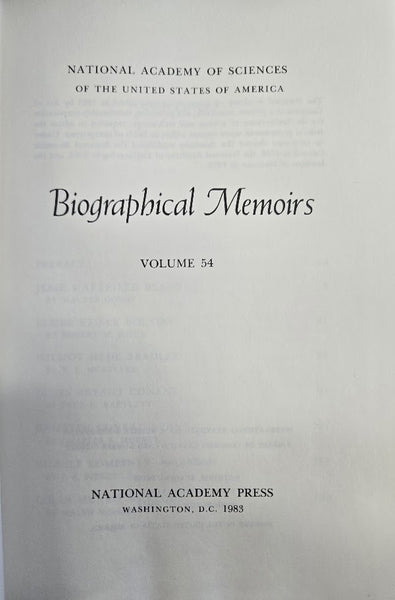 NATIONAL ACADEMY OF SCIENCES
OF THE UNITED STATES OF AMERICA
Biographical Memoirs
VOLUME 54
NATIONAL ACADEMY PRESS
WASHINGTON, D.C. 1983